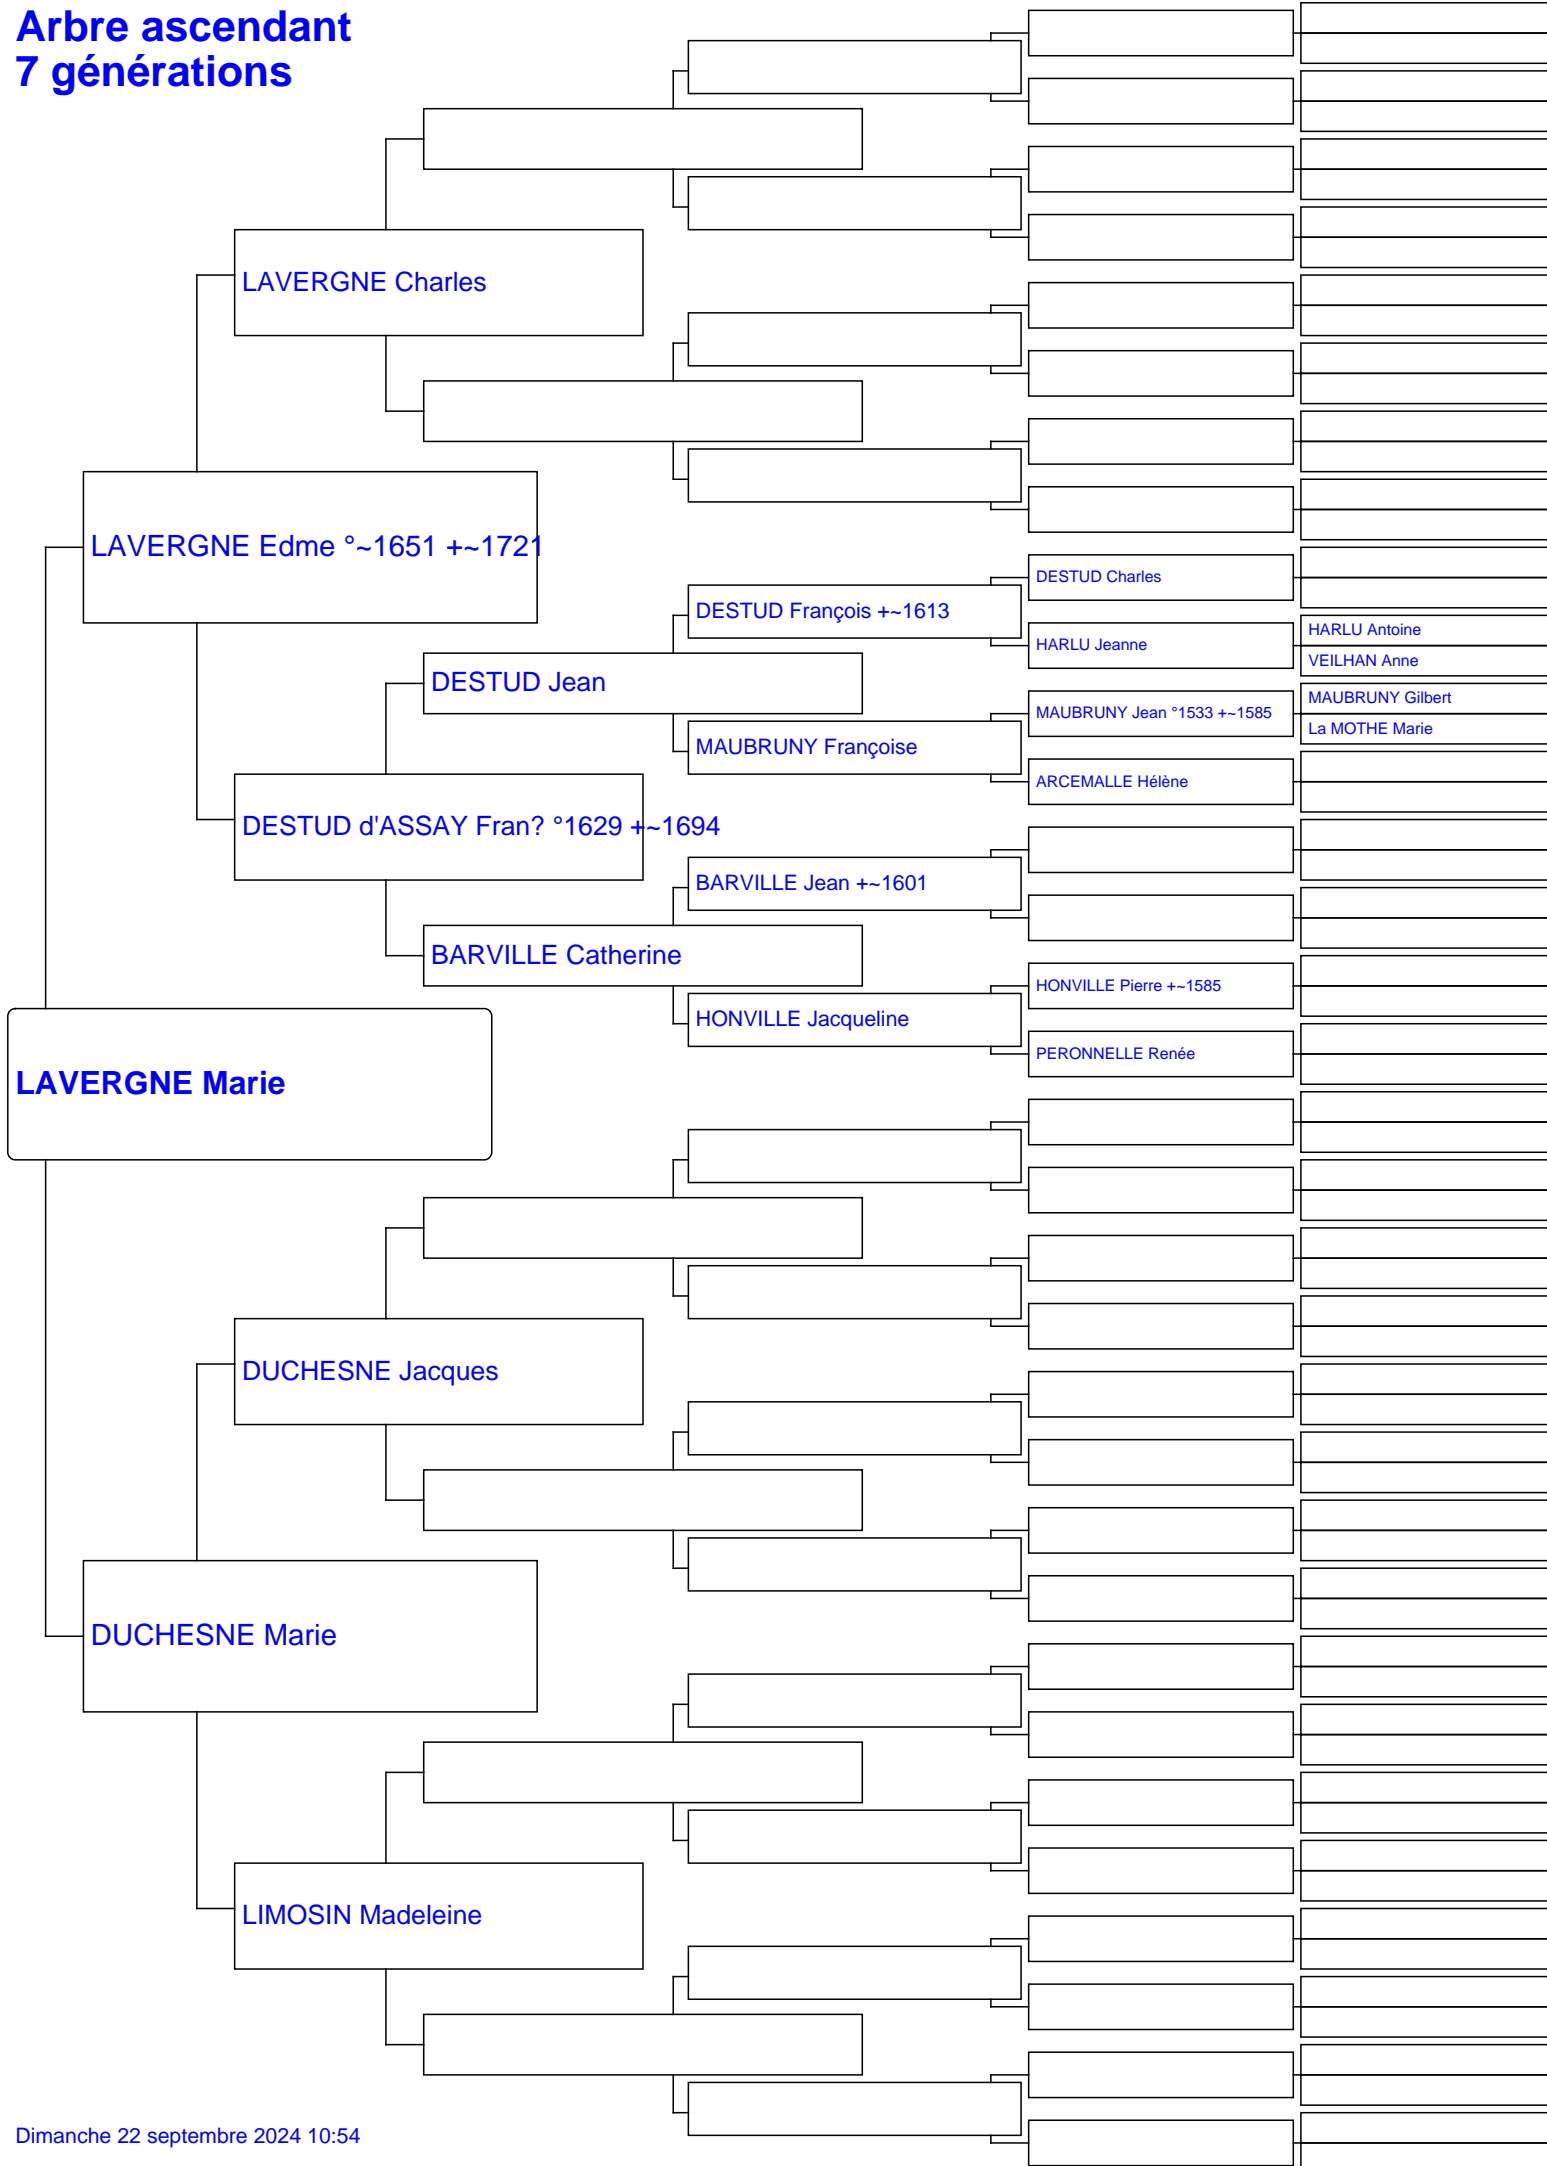 Arbre ascendant
7 générations
LAVERGNE Charles
LAVERGNE Edme °~1651 +~1721
DESTUD Charles
DESTUD François +~1613
HARLU Antoine
HARLU Jeanne
VEILHAN Anne
DESTUD Jean
MAUBRUNY Gilbert
MAUBRUNY Jean °1533 +~1585
La MOTHE Marie
MAUBRUNY Françoise
ARCEMALLE Hélène
DESTUD d'ASSAY Fran? °1629 +~1694
BARVILLE Jean +~1601
BARVILLE Catherine
HONVILLE Pierre +~1585
HONVILLE Jacqueline
PERONNELLE Renée
LAVERGNE Marie
DUCHESNE Jacques
DUCHESNE Marie
LIMOSIN Madeleine
Dimanche 22 septembre 2024 10:54